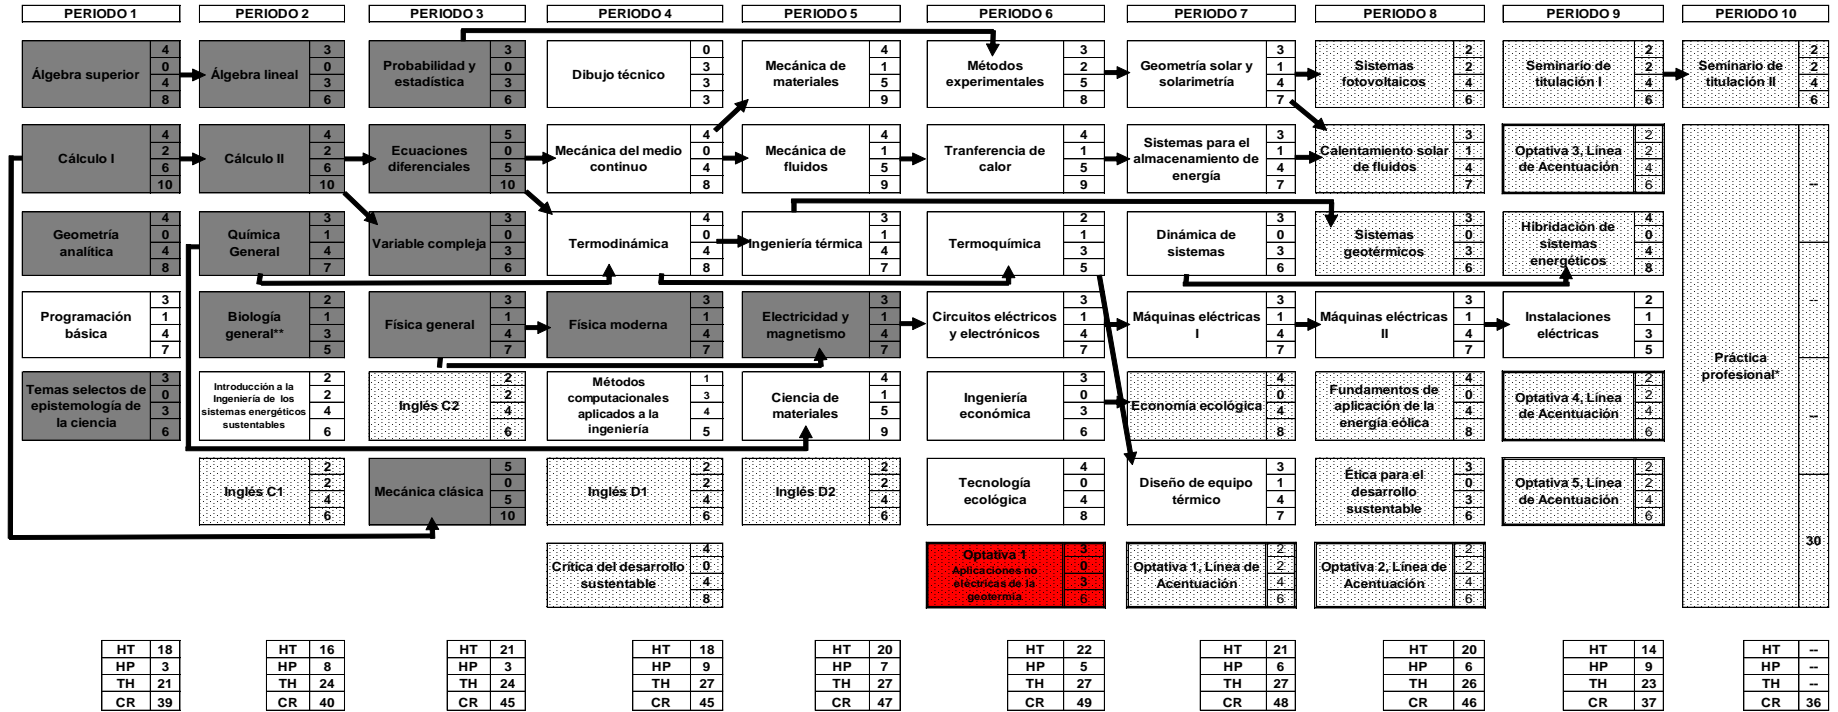 PERIODO 1
PERIODO 2
PERIODO 3
PERIODO 4
PERIODO 5
PERIODO 6
PERIODO 7
PERIODO 8
PERIODO 9
PERIODO 10
Álgebra superior
4
0
4
8
Álgebra lineal
3
0
3
6
Probabilidad y
estadística
3
0
3
6
Dibujo técnico
0
3
3
3
Mecánica de
materiales
4
1
5
9
Métodos
experimentales
3
2
5
8
Geometría solar y
solarimetría
3
1
4
7
Sistemas
fotovoltaicos
2
2
4
6
Seminario de
titulación I
2
2
4
6
Seminario de
titulación II
2
2
4
6
Cálculo I
4
2
6
10
Cálculo II
4
2
6
10
Ecuaciones
diferenciales
5
0
5
10
Mecánica del medio
continuo
4
0
4
8
Mecánica de
fluidos
4
1
5
9
Tranferencia de
calor
4
1
5
9
Sistemas para el
almacenamiento de
energía
3
1
4
7
Calentamiento solar
de fluidos
3
1
4
7
Optativa 3, Línea
de Acentuación
2
2
4
6
Práctica
profesional*
--
--
--
30
Geometría
analítica
4
0
4
8
Química
General
3
1
4
7
Variable compleja
3
0
3
6
Termodinámica
4
0
4
8
Ingeniería térmica
3
1
4
7
Termoquímica
2
1
3
5
Dinámica de
sistemas
3
0
3
6
Sistemas
geotérmicos
3
0
3
6
Hibridación de
sistemas
energéticos
4
0
4
8
Programación
básica
3
1
4
7
Biología
general**
2
1
3
5
Física general
3
1
4
7
Física moderna
3
1
4
7
Electricidad y
magnetismo
3
1
4
7
Circuitos eléctricos
y electrónicos
3
1
4
7
Máquinas eléctricas
I
3
1
4
7
Máquinas eléctricas
II
3
1
4
7
Instalaciones
eléctricas
2
1
3
5
Temas selectos de
epistemología de
la ciencia
3
0
3
6
Introducción a la
Ingeniería de los
sistemas energéticos
sustentables
2
2
4
6
Inglés C2
2
2
4
6
Métodos
computacionales
aplicados a la
ingeniería
1
3
4
5
Ciencia de
materiales
4
1
5
9
Ingeniería
económica
3
0
3
6
Economía ecológica
4
0
4
8
Fundamentos de
aplicación de la
energía eólica
4
0
4
8
Optativa 4, Línea
de Acentuación
2
2
4
6
Inglés C1
2
2
4
6
Mecánica clásica
5
0
5
10
Inglés D1
2
2
4
6
Inglés D2
2
2
4
6
Tecnología
ecológica
4
0
4
8
Diseño de equipo
térmico
3
1
4
7
Ética para el
desarrollo
sustentable
3
0
3
6
Optativa 5, Línea
de Acentuación
2
2
4
6
Crítica del desarrollo
sustentable
4
0
4
8
Optativa 1
Aplicaciones no
eléctricas de la
geotermia
3
0
3
6
Optativa 1, Línea de
Acentuación
2
2
4
6
Optativa 2, Línea de
Acentuación
2
2
4
6
HT 18
HP 3
TH 21
CR 39
HT 16
HP 8
TH 24
CR 40
HT 21
HP 3
TH 24
CR 45
HT 18
HP 9
TH 27
CR 45
HT 20
HP 7
TH 27
CR 47
HT 22
HP 5
TH 27
CR 49
HT 21
HP 6
TH 27
CR 48
HT 20
HP 6
TH 26
CR 46
HT 14
HP 9
TH 23
CR 37
HT --
HP --
TH --
CR 36